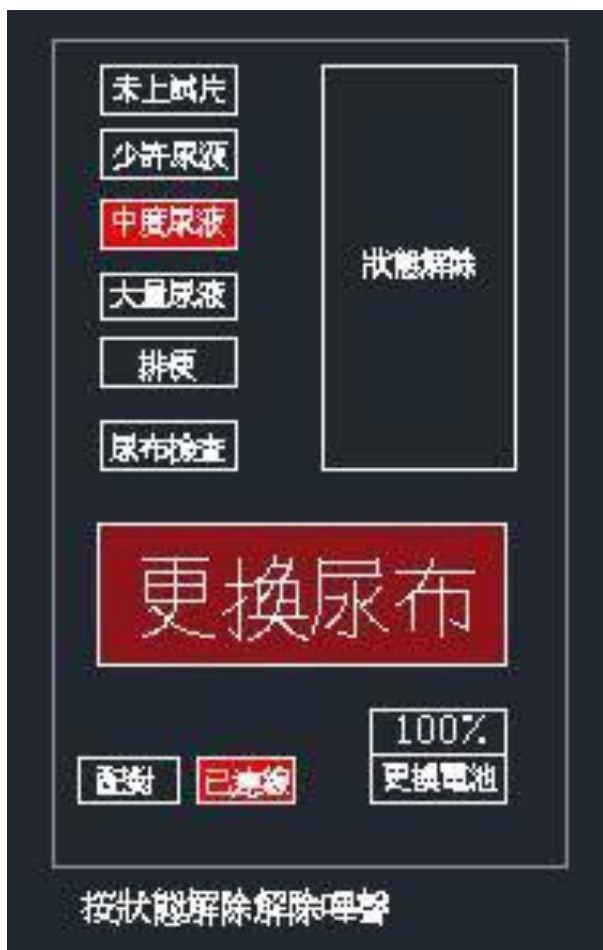 未上試片
少許尿液
中度尿液
狀態解除
大量尿液
排便
尿布檢查
更換尿布
100%
配對
已連線
更換電池
按狀態解除解除嗶聲